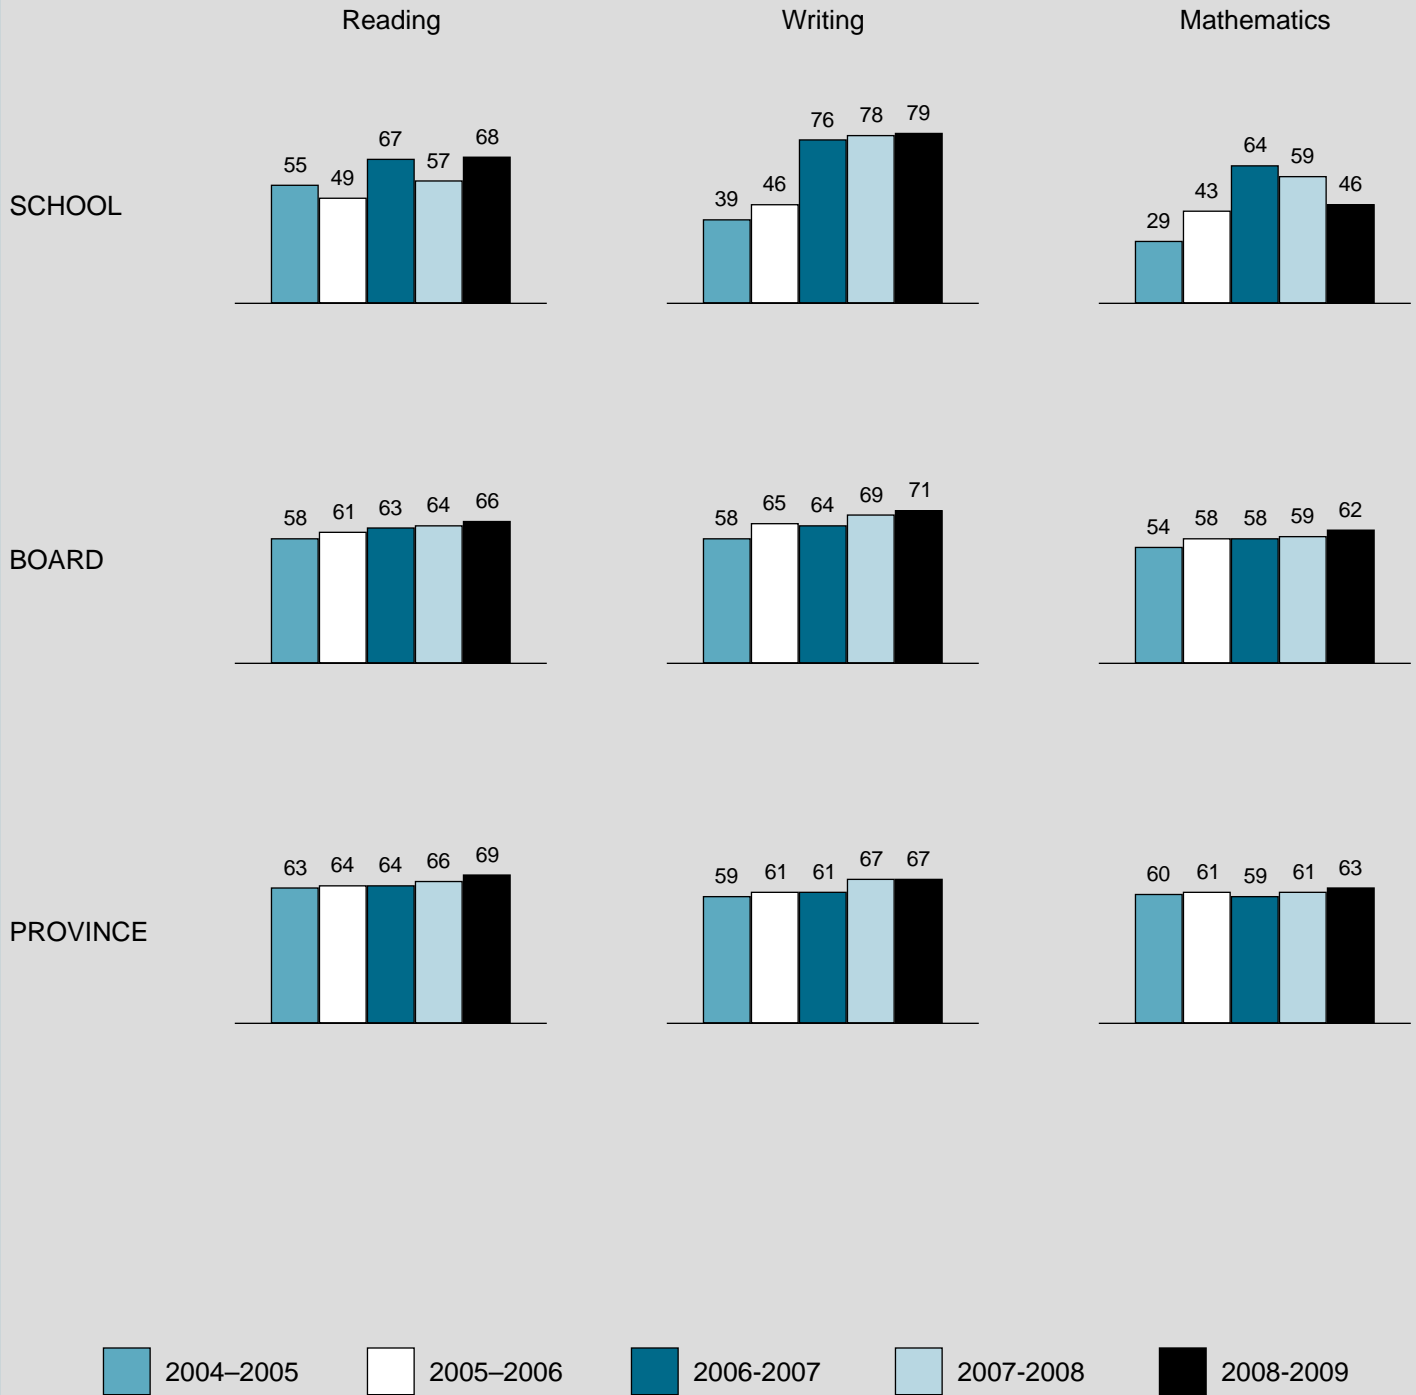 Reading Writing Mathematics
SCHOOL
55 49 67 57 68
39 46 76 78 79
29 43 64 59 46
BOARD
58 61 63 64 66
58 65 64 69 71
54 58 58 59 62
PROVINCE
63 64 64 66 69
59 61 61 67 67
60 61 59 61 63
2004–2005 2005–2006 2006-2007 2007-2008 2008-2009